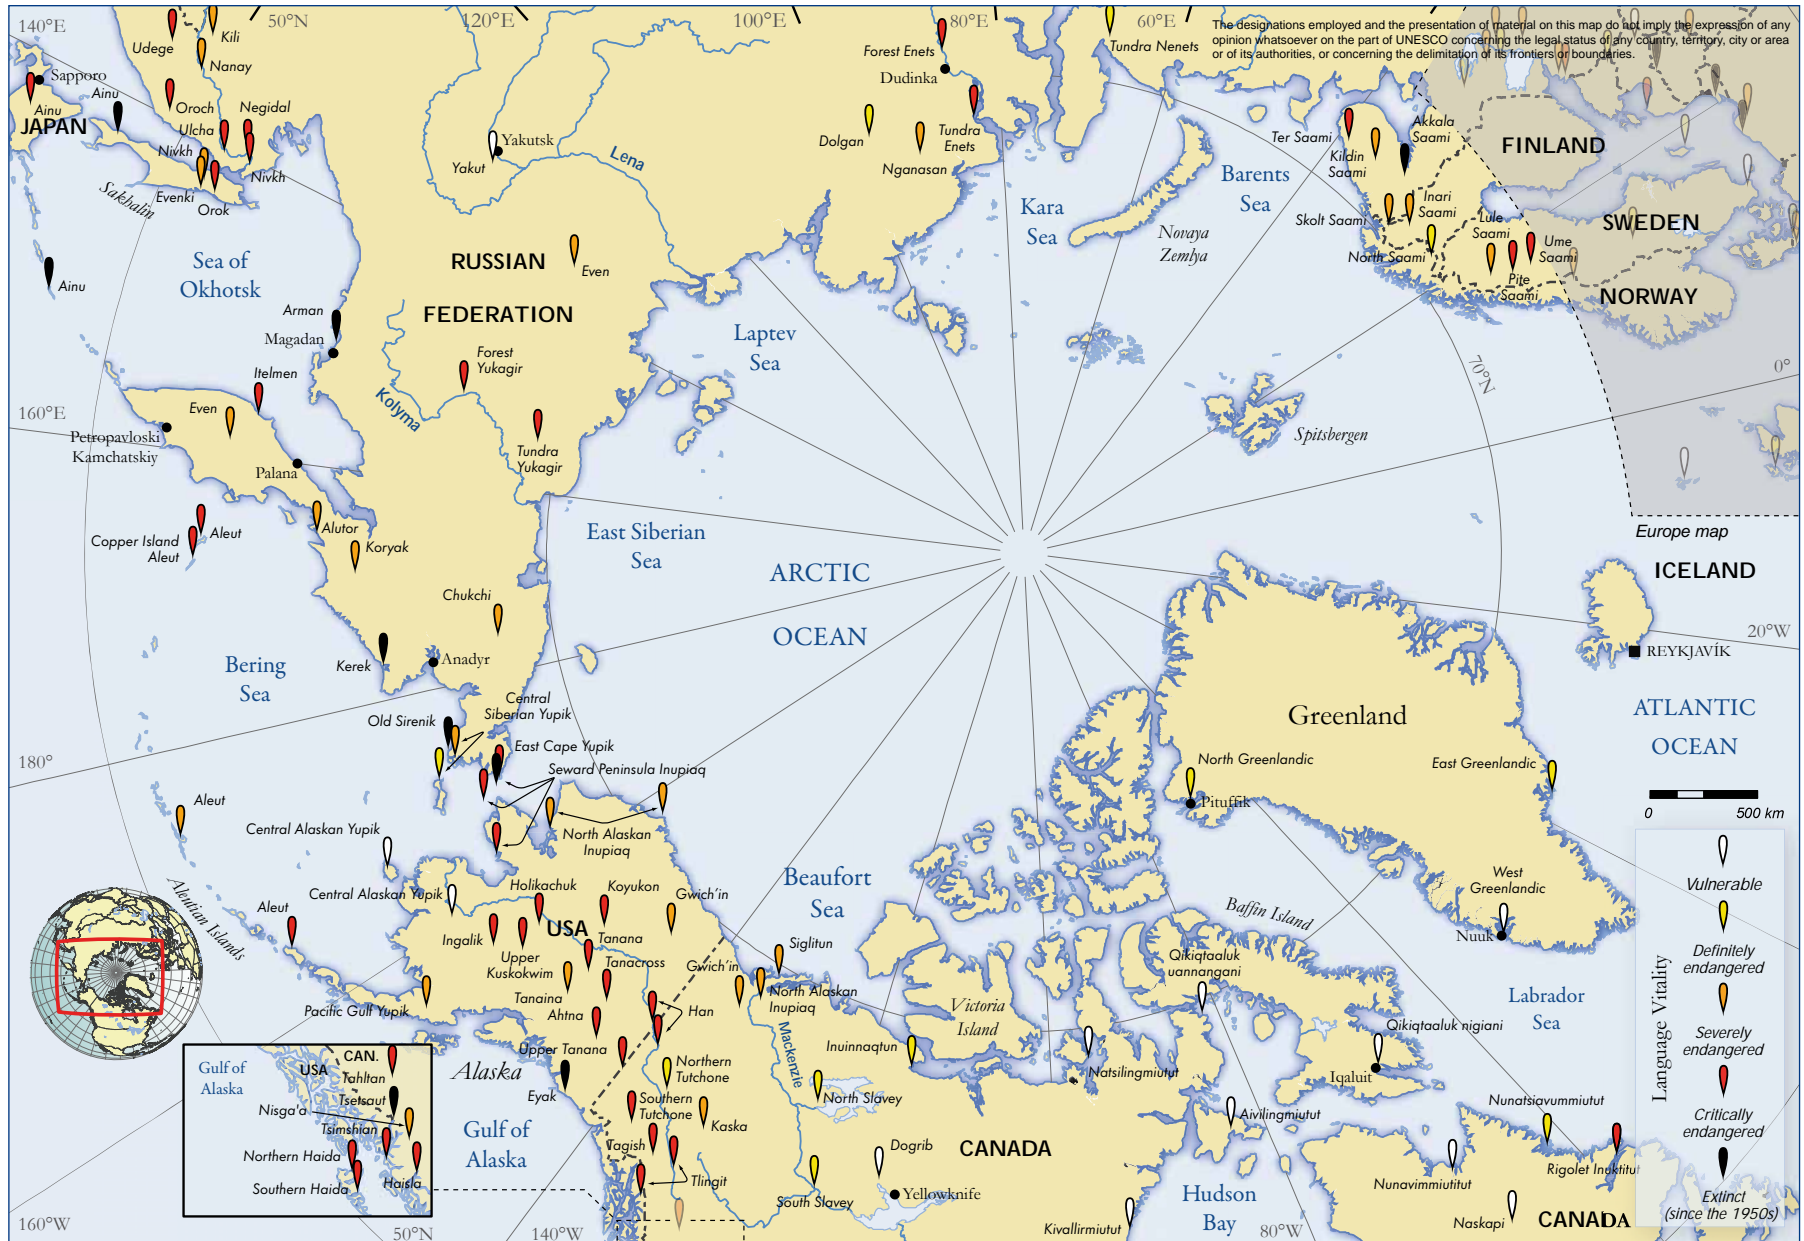 140°E
50°N
120°E
100°E
80°E
60°E
The designations employed and the presentation of material on this map do not imply the expression of any
opinion whatsoever on the part of UNESCO concerning the legal status of any country, territory, city or area
or of its authorities, or concerning the delimitation of its frontiers or boundaries.
Udege
Kili
Nanay
Forest Enets
Dudinka
Tundra Nenets
Sapporo
Ainu
Ainu
JAPAN
Oroch
Negidal
Ulcha
Nivkh
Nivkh
Evenki
Orok
Sakhalin
Yakutsk
Yakut
Lena
Dolgan
Tundra
Enets
Nganasan
Ter Saami
Akkala
Saami
Kildin
Saami
FINLAND
Barents
Sea
Kara
Sea
Novaya
Zemlya
Skolt Saami
Inari
Saami
Lule
Saami
North Saami
Ume
Saami
Pite
Saami
SWEDEN
NORWAY
Sea of
Okhotsk
Ainu
RUSSIAN
FEDERATION
Even
Arman
Magadan
Laptev
Sea
Forest
Yukagir
Itelmen
Even
Kolyma
70°N
0°
160°E
Petropavloski
Kamchatskiy
Palana
Tundra
Yukagir
Spitsbergen
Copper Island
Aleut
Aleut
Alutor
Koryak
East Siberian
Sea
Europe map
ARCTIC
OCEAN
ICELAND
Chukchi
20°W
REYKJAVÍK
Bering
Sea
Kerek
Anadyr
Central
Siberian Yupik
Old Sirenik
East Cape Yupik
Seward Peninsula Inupiaq
Greenland
ATLANTIC
OCEAN
180°
North Greenlandic
Pituffik
East Greenlandic
0
500 km
Aleut
Central Alaskan Yupik
North Alaskan
Inupiaq
Central Alaskan Yupik
Holikachuk
Koyukon
Gwich'in
Beaufort
Sea
West
Greenlandic
Nuuk
Vulnerable
Aleutian Islands
Aleut
Ingalik
USA
Upper
Kuskokwim
Tanana
Tanacross
Siglitun
Baffin Island
Qikiqtaaluk
uannangani
Definitely
endangered
Pacific Gulf Yupik
Tanaina
Ahtna
Gwich'in
North Alaskan
Inupiaq
Han
Victoria
Island
Labrador
Sea
Language Vitality
Severely
endangered
Upper Tanana
Mackenzie
Inuinnaqtun
Natsilingmiutut
Qikiqtaaluk nigiani
Iqaluit
Gulf of
Alaska
USA
CAN.
Tahltan
Tsetsaut
Nisga'a
Tsimshian
Northern Haida
Southern Haida
Haisla
Alaska
Eyak
Northern
Tutchone
Southern
Tutchone
Kaska
North Slavey
Aivilingmiutut
Nunatsiavummiutut
Critically
endangered
Gulf of
Alaska
Tagish
Tlingit
Dogrib
CANADA
South Slavey
Yellowknife
Kivallirmiutut
Hudson
Bay
Nunavimmiutitut
Rigolet Inuktitut
Naskapi
CANADA
Extinct
(since the 1950s)
160°W
50°N
140°W
80°W